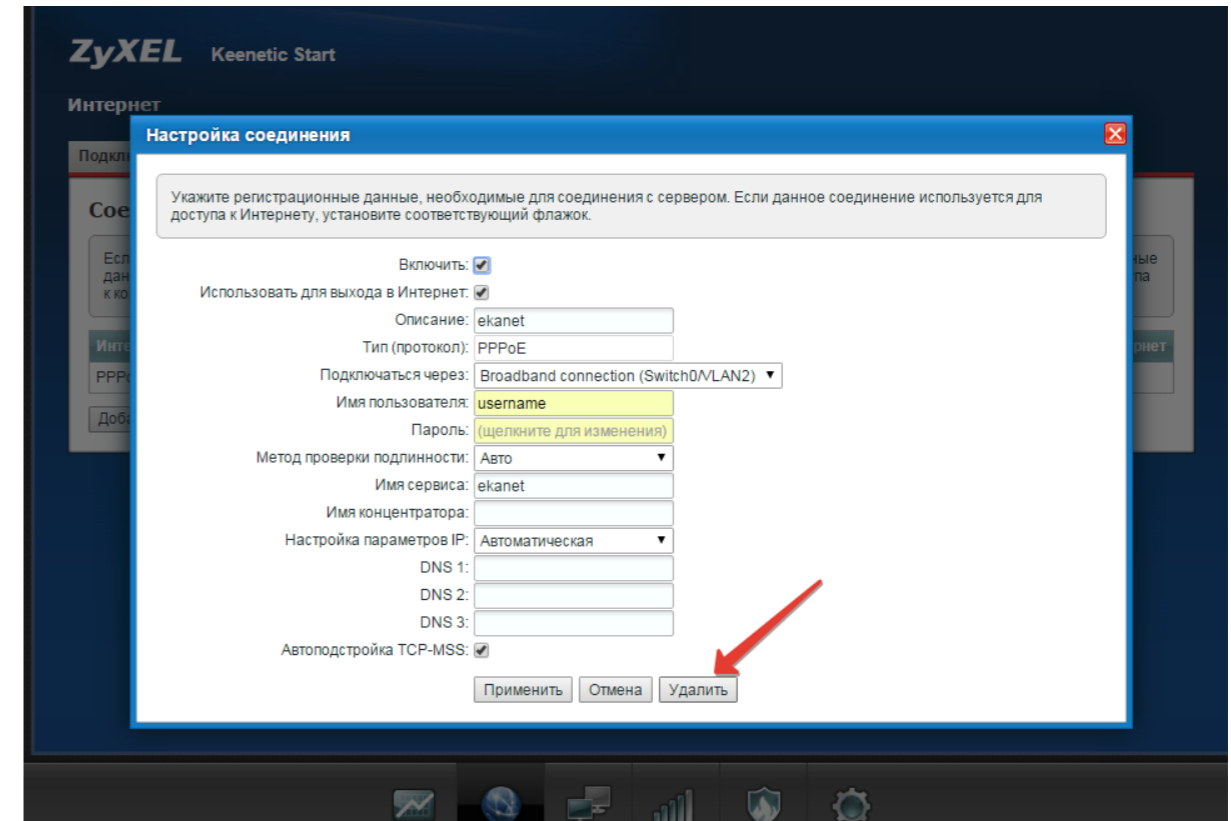 ZyXEL Keenetic Start
Интернет
Настройка соединения
Укажите регистрационные данные, необходимые для соединения с сервером. Если данное соединение используется для
доступа к Интернету, установите соответствующий флажок.
Включить:
Использовать для выхода в Интернет:
Описание: ekanet
Тип (протокол): PPPoE
Подключаться через: Broadband connection (Switch0/VLAN2)
Имя пользователя: username
Пароль: (щелкните для изменения)
Метод проверки подлинности: Авто
Имя сервиса: ekanet
Имя концентратора:
Настройка параметров IP: Автоматическая
DNS 1:
DNS 2:
DNS 3:
Автоподстройка TCP-MSS:
Применить Отмена Удалить